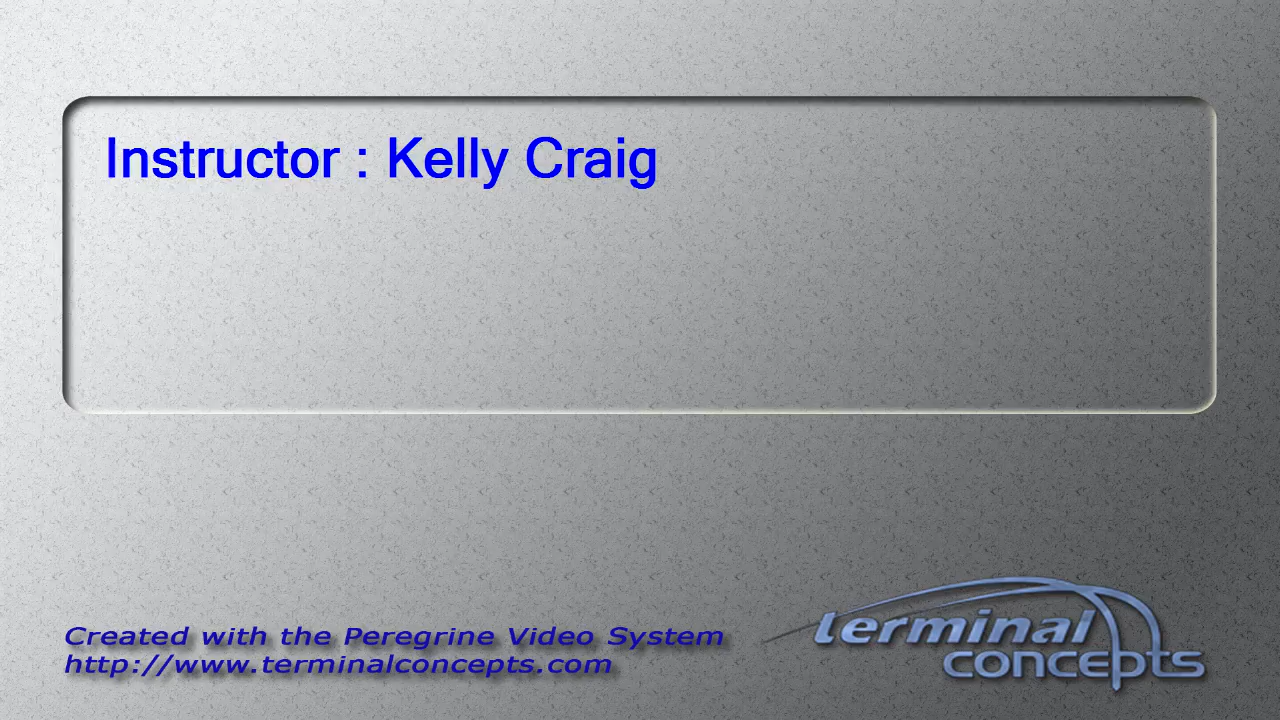 Instructor : Kelly Craig
Created with the Peregrine Video System
http://www.terminalconcepts.com
terminal
concepts